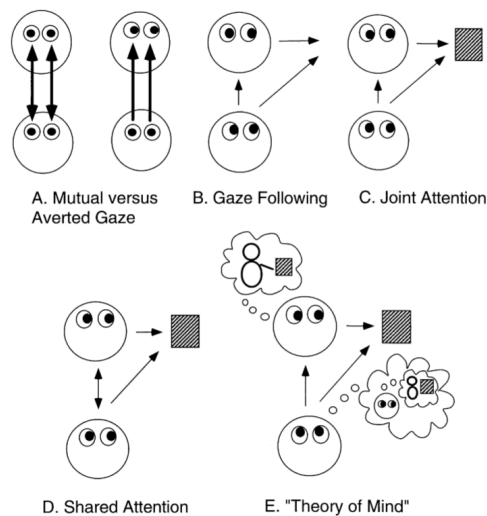 A. Mutual versus
Averted Gaze
B. Gaze Following
C. Joint Attention
D. Shared Attention
E. "Theory of Mind"